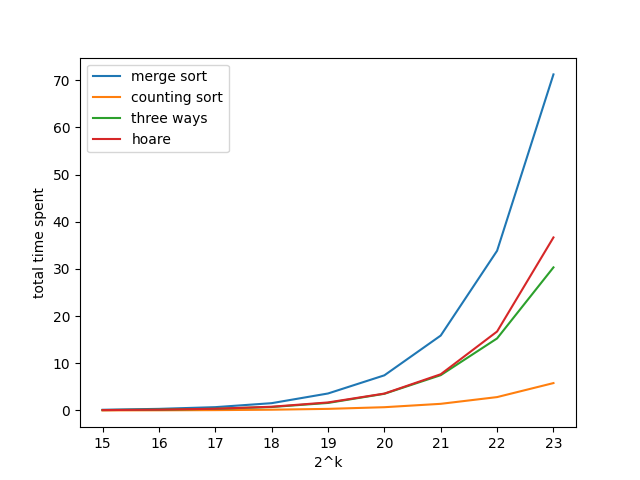 merge sort
counting sort
three ways
hoare
total time spent
70
60
50
40
30
20
10
0
15 16 17 18 19 20 21 22 23
2^k